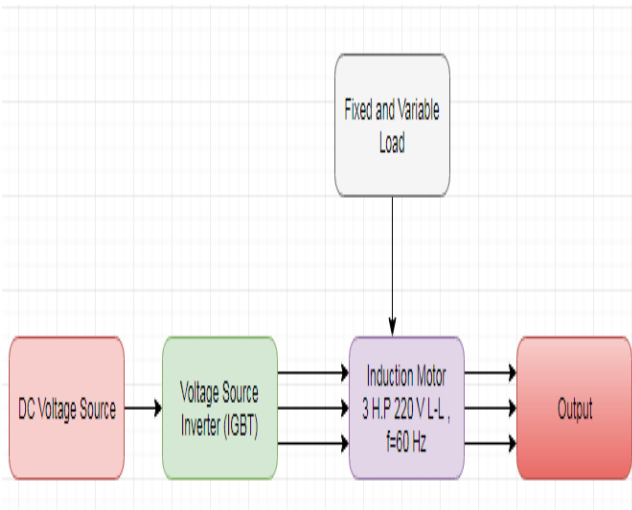 Fixed and Variable
Load
DC Voltage Source
Voltage Source
Inverter (IGBT)
Induction Motor
3 H.P 220 V L-L ,
f=60 Hz
Output